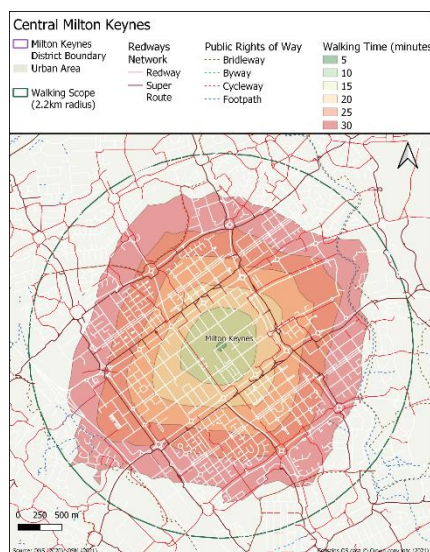 Central Milton Keynes
Milton Keynes
District Boundary
Urban Area
Walking Scope
(2.2km radius)
Redways
Network
Redway
Super
Route
Public Rights of Way
Bridleway
Byway
Cycleway
Footpath
Walking Time (minutes
5
10
15
20
25
30
Milton Keynes
0 250 500 m